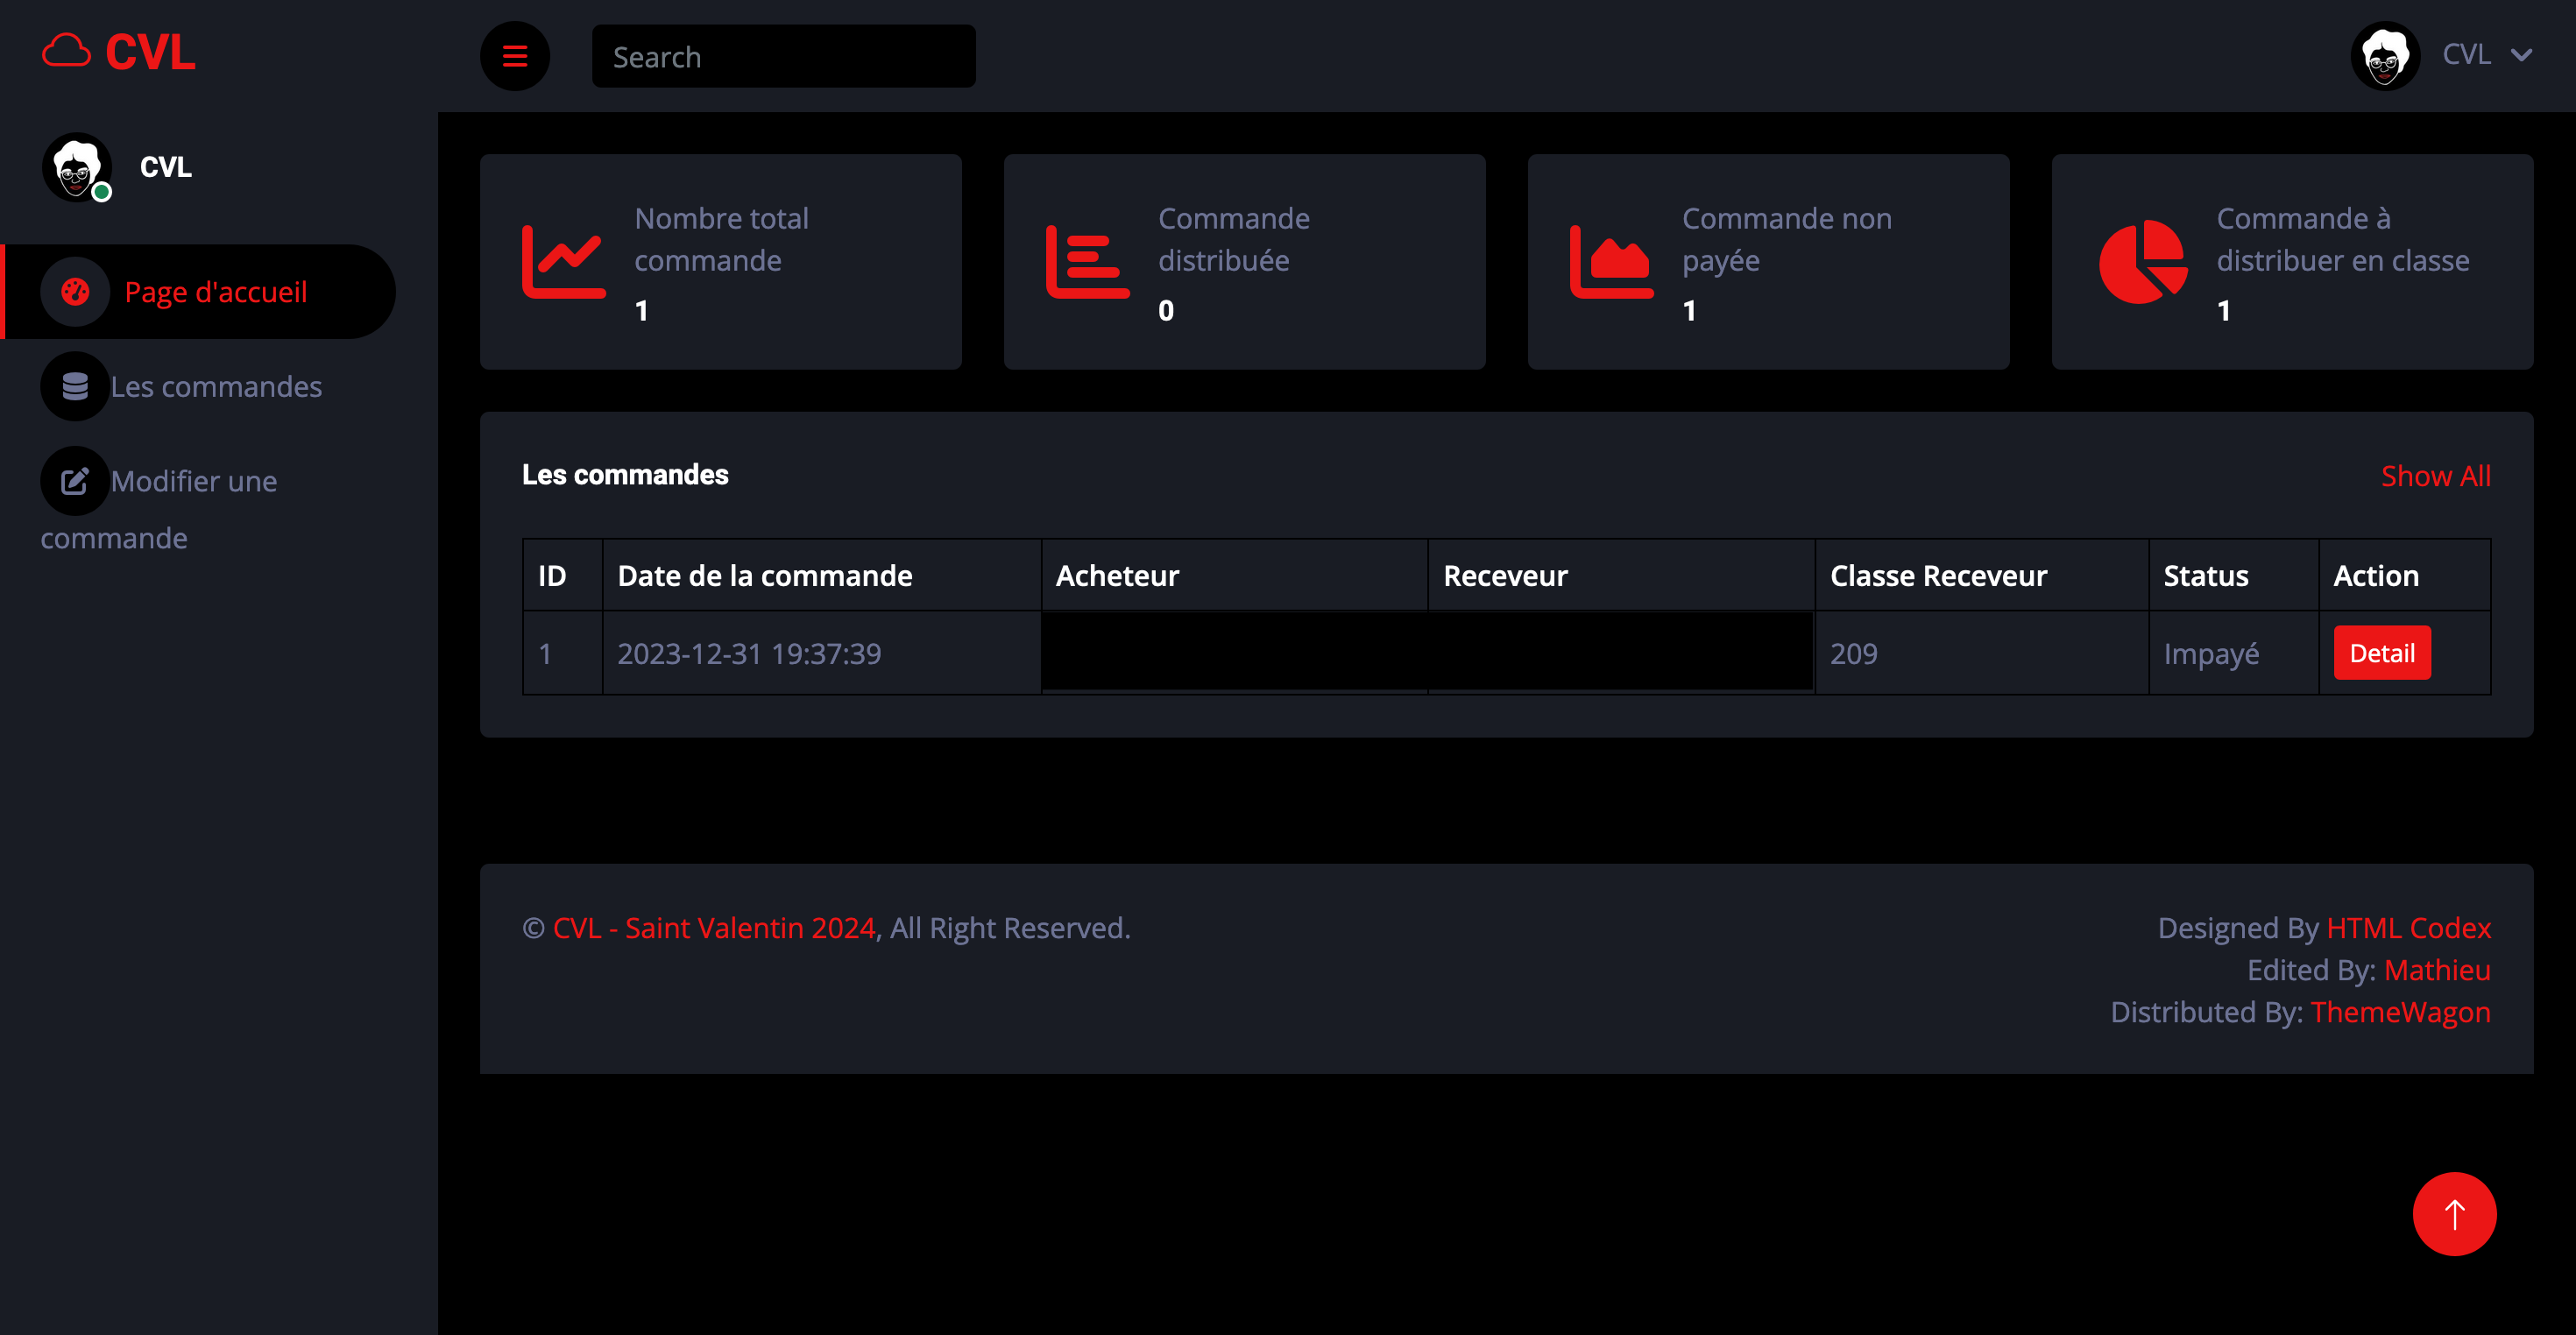 CVL
Search
CVL
CVL
Page d'accueil
Les commandes
Modifier une
commande
Nombre total
commande
1
Commande
distribuée
0
Commande non
payée
1
Commande à
distribuer en classe
1
Les commandes
Show All
ID Date de la commande Acheteur Receveur Classe Receveur Status Action
1 2023-12-31 19:37:39 209 Impayé Detail
© CVL - Saint Valentin 2024, All Right Reserved.
Designed By HTML Codex
Edited By: Mathieu
Distributed By: ThemeWagon